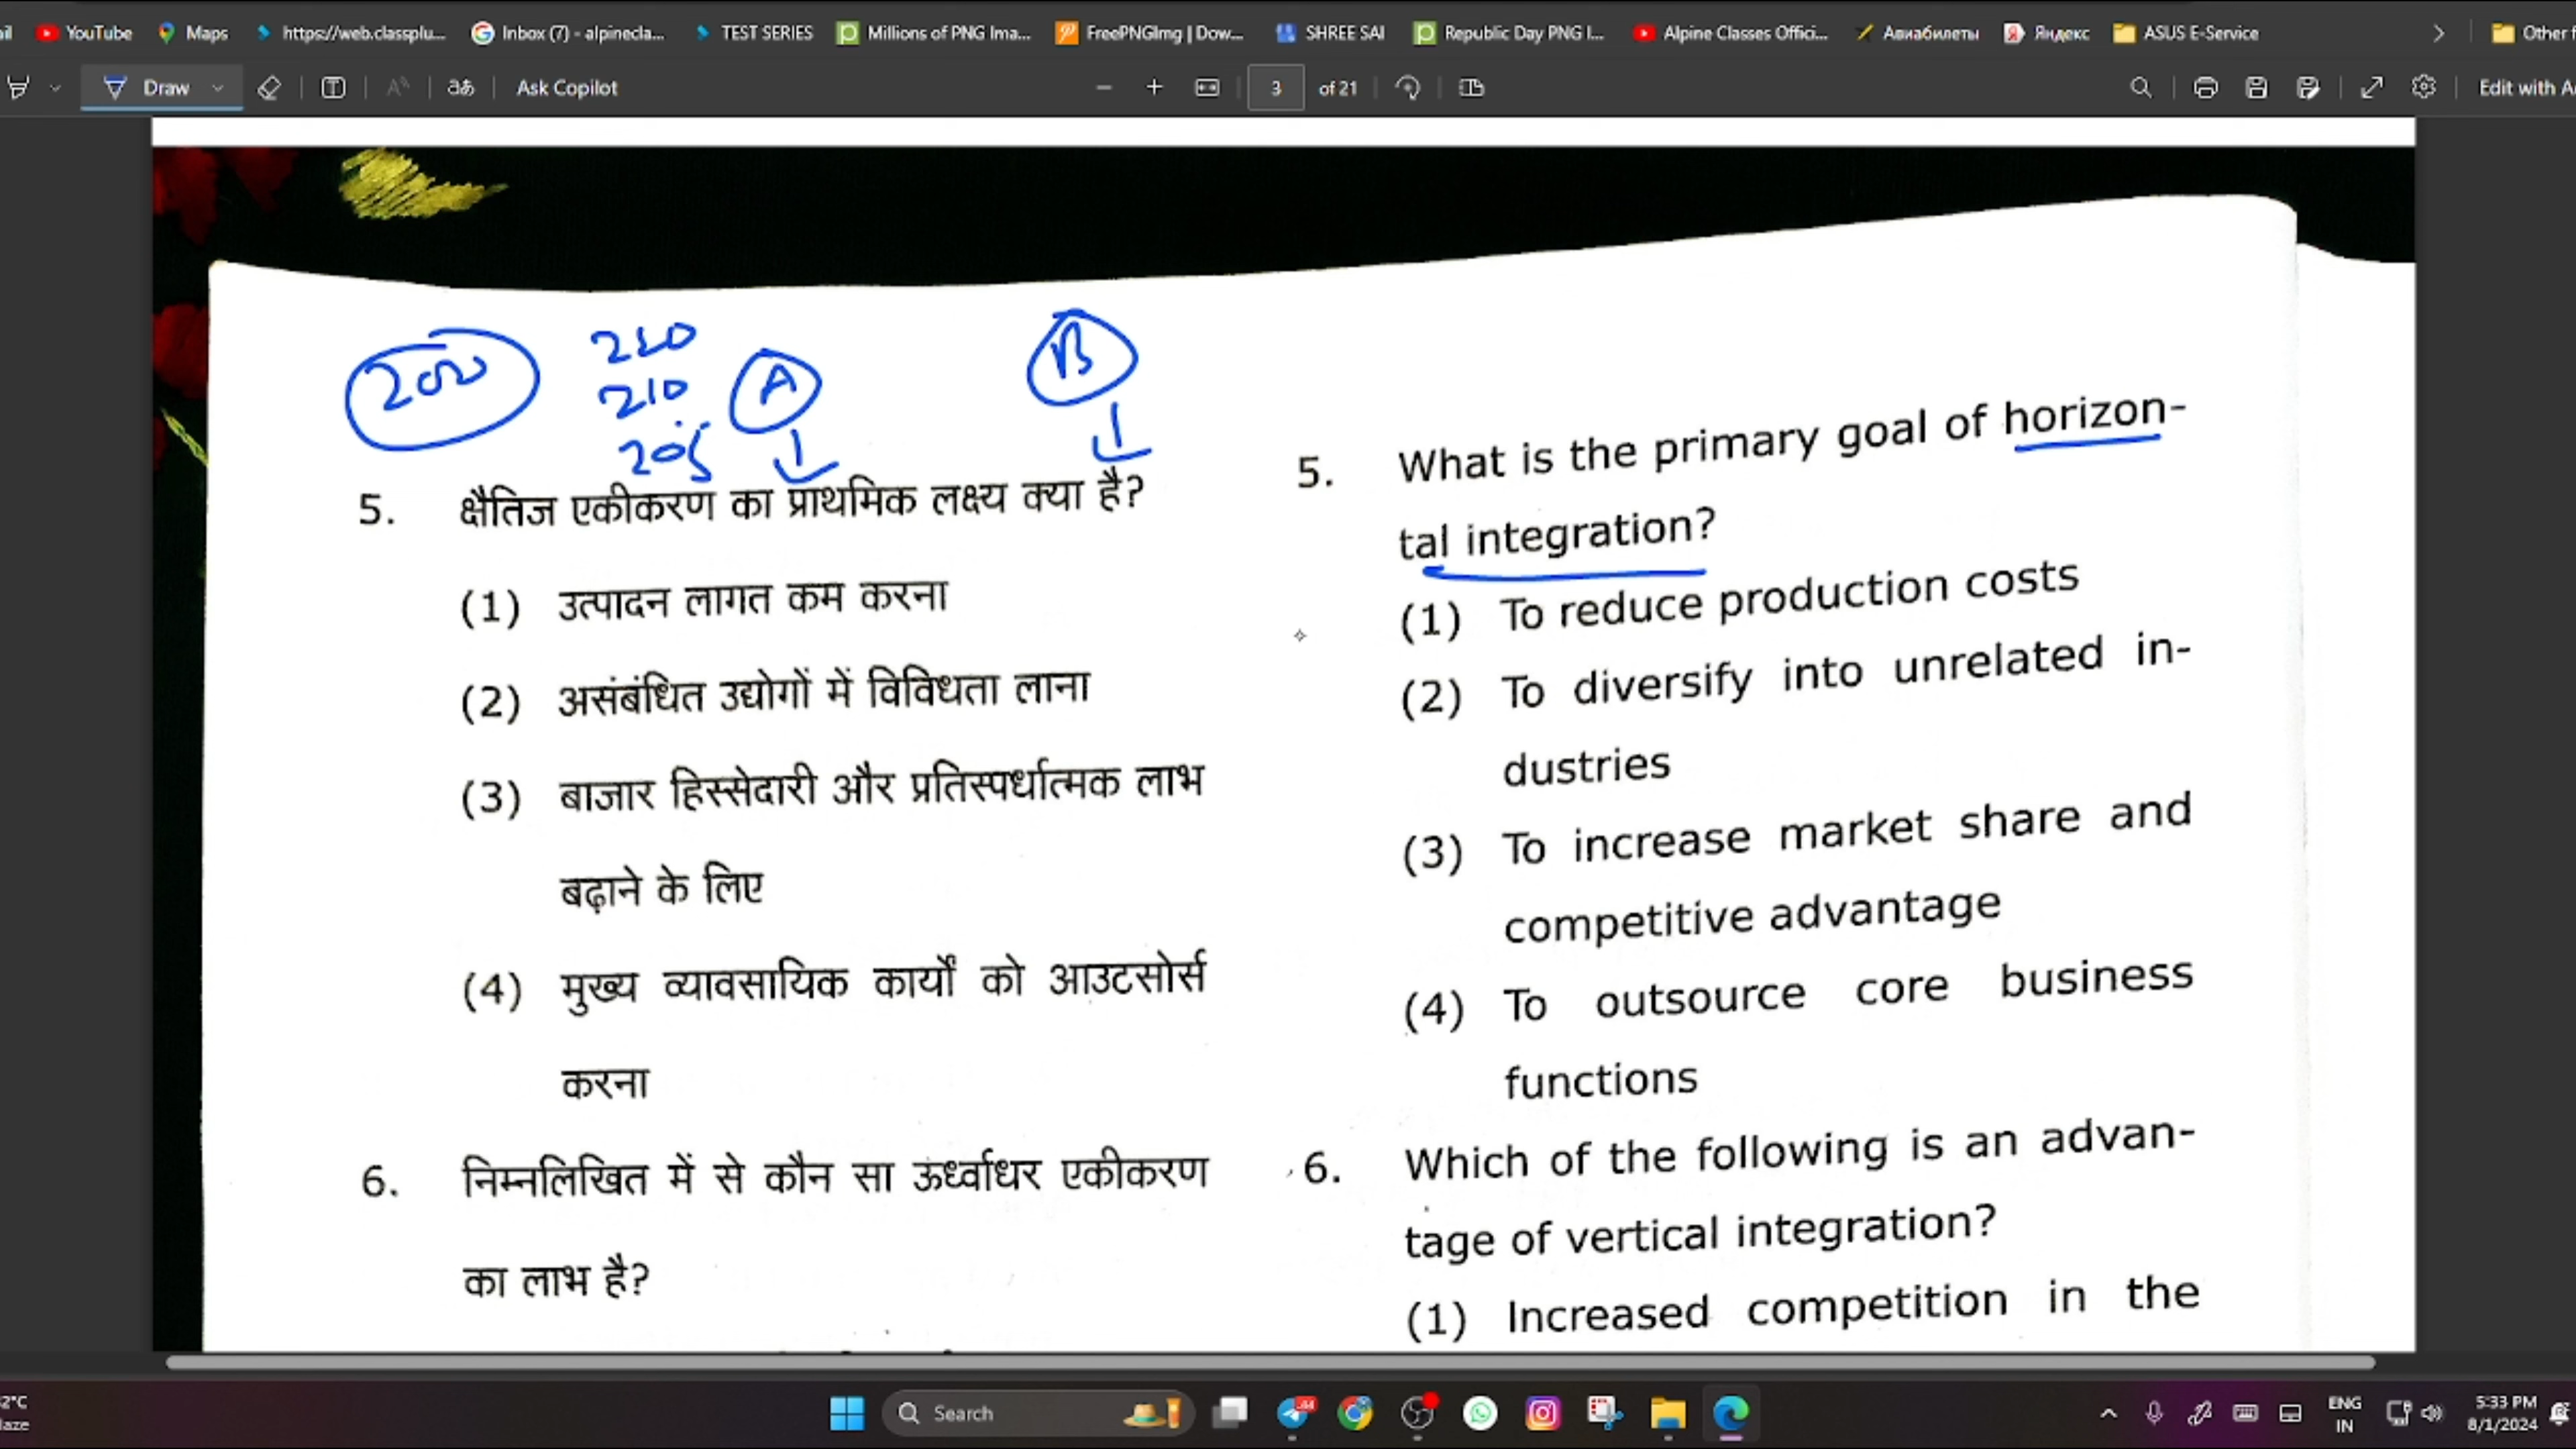 YouTube Maps https://web.classplu... Inbox (7) - alpinecla... TEST SERIES Millions of PNG Ima... FreePNGImg | Dow... SHREE SAI Republic Day PNG I... Alpine Classes Offici... Авиабилеты Яндекс ASUS E-Service Other f
Draw Ask Copilot 3 of 21 Edit with A
200
210
205
A
B
5. क्षैतिज एकीकरण का प्राथमिक लक्ष्य क्या है?
(1) उत्पादन लागत कम करना
(2) असंबंधित उद्योगों में विविधता लाना
(3) बाजार हिस्सेदारी और प्रतिस्पर्धात्मक लाभ
बढ़ाने के लिए
(4) मुख्य व्यावसायिक कार्यों को आउटसोर्स
करना
6. निम्नलिखित में से कौन सा ऊर्ध्वाधर एकीकरण
का लाभ है?
5. What is the primary goal of horizon-
tal integration?
(1) To reduce production costs
(2) To diversify into unrelated in-
dustries
(3) To increase market share and
competitive advantage
(4) To outsource core business
functions
6. Which of the following is an advan-
tage of vertical integration?
(1) Increased competition in the
Search
ENG
IN
5:33 PM
8/1/2024